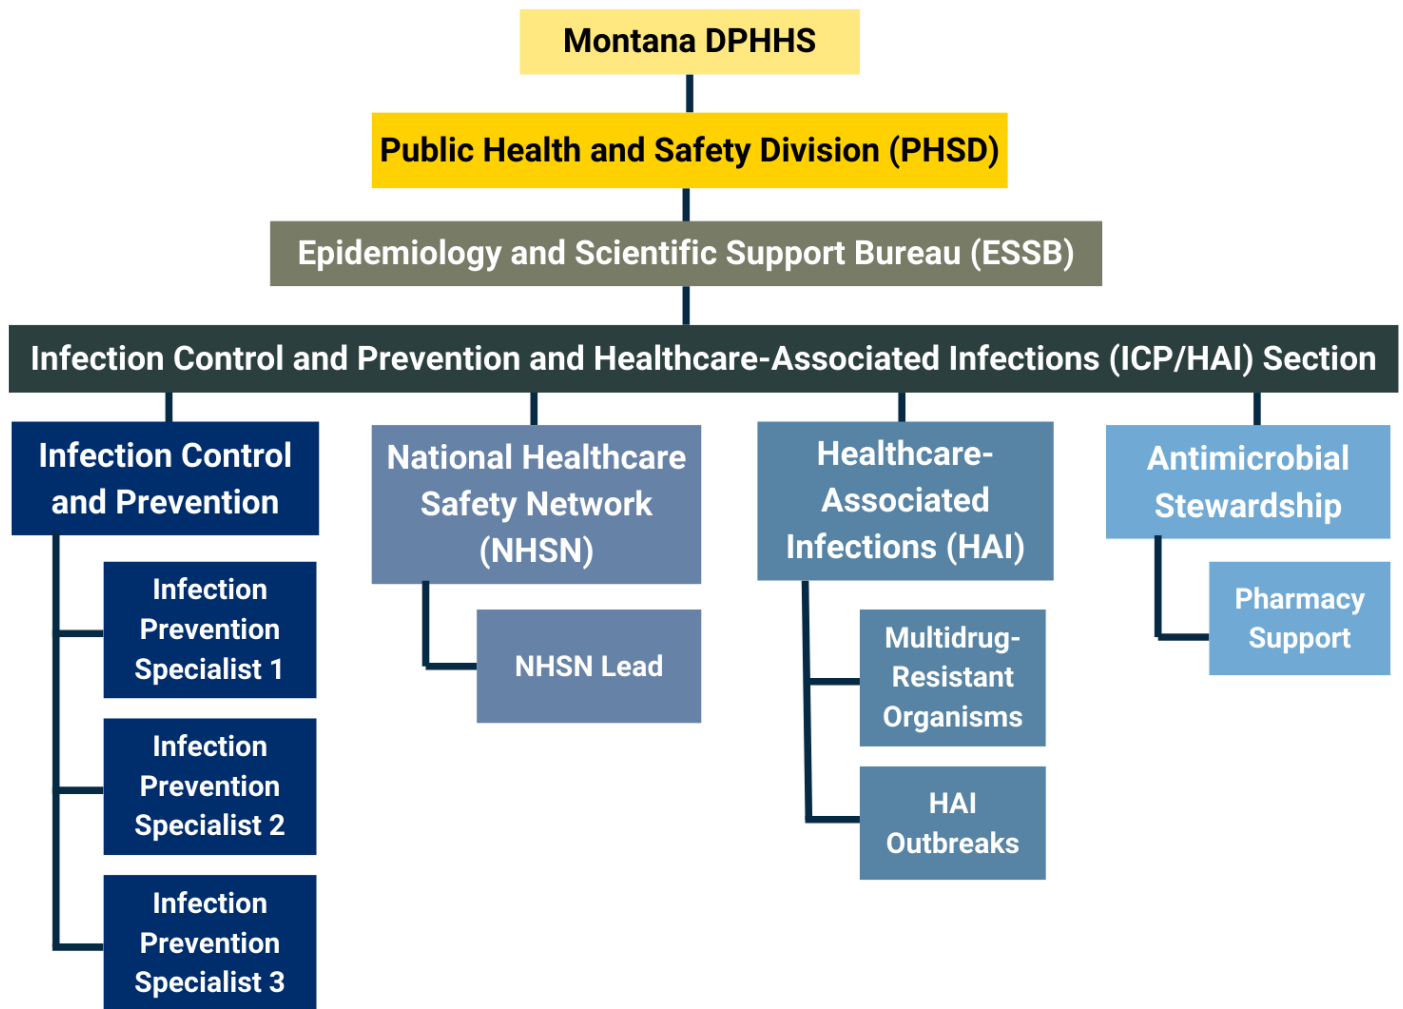 Montana DPHHS
Public Health and Safety Division (PHSD)
Epidemiology and Scientific Support Bureau (ESSB)
Infection Control and Prevention and Healthcare-Associated Infections (ICP/HAI) Section
Infection Control
and Prevention
Infection
Prevention
Specialist 1
Infection
Prevention
Specialist 2
Infection
Prevention
Specialist 3
National Healthcare
Safety Network
(NHSN)
NHSN Lead
Healthcare-
Associated
Infections (HAI)
Multidrug-
Resistant
Organisms
HAI
Outbreaks
Antimicrobial
Stewardship
Pharmacy
Support